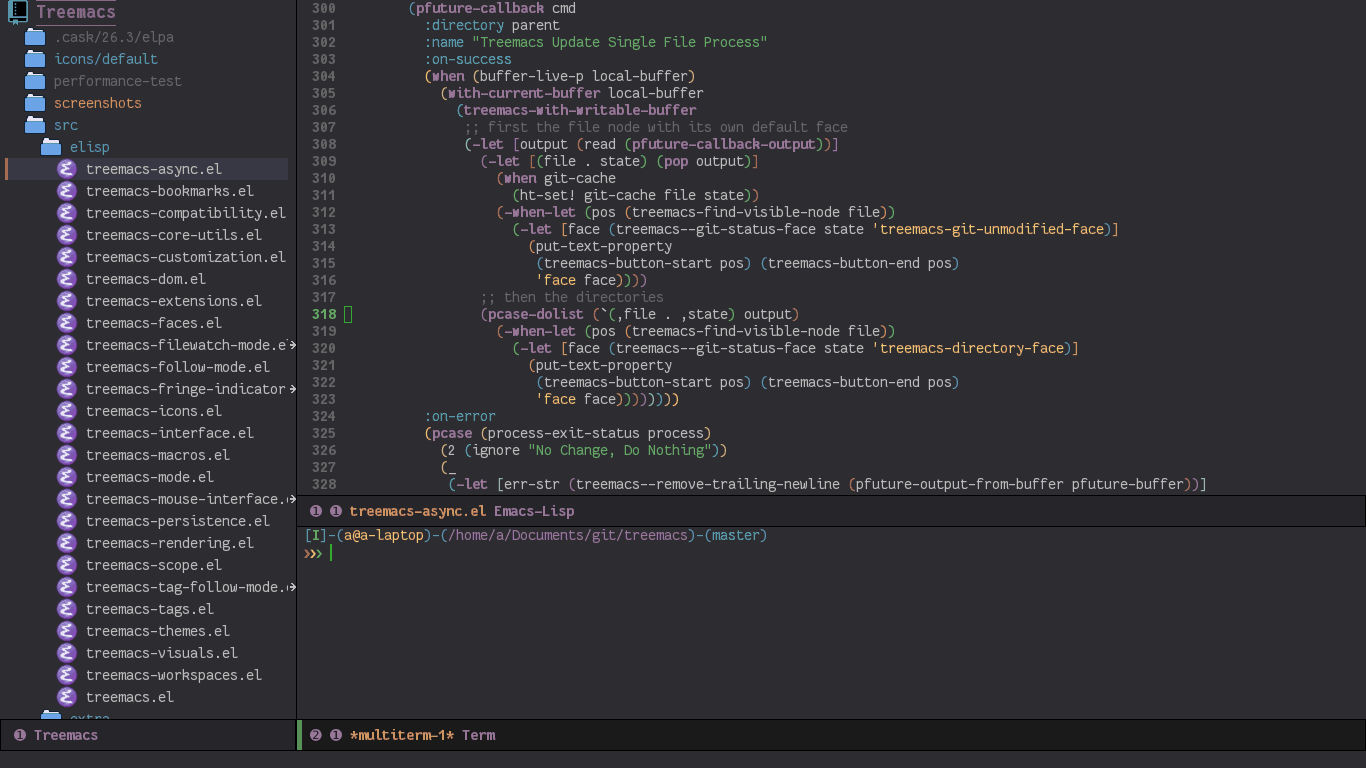 Treemacs
.cask/26.3/elpa
icons/default
performance-test
screenshots
src
elisp
treemacs-async.el
treemacs-bookmarks.el
treemacs-compatibility.el
treemacs-core-utils.el
treemacs-customization.el
treemacs-dom.el
treemacs-extensions.el
treemacs-faces.el
treemacs-filewatch-mode.e
treemacs-follow-mode.el
treemacs-fringe-indicator
treemacs-icons.el
treemacs-interface.el
treemacs-macros.el
treemacs-mode.el
treemacs-mouse-interface.
treemacs-persistence.el
treemacs-rendering.el
treemacs-scope.el
treemacs-tag-follow-mode.
treemacs-tags.el
treemacs-themes.el
treemacs-visuals.el
treemacs-workspaces.el
treemacs.el
extra
❶ Treemacs
300 (pfuture-callback cmd
301 :directory parent
302 :name "Treemacs Update Single File Process"
303 :on-success
304 (when (buffer-live-p local-buffer)
305 (with-current-buffer local-buffer
306 (treemacs-with-writable-buffer
307 ;; first the file node with its own default face
308 (-let [output (read (pfuture-callback-output))]
309 (-let [(file . state) (pop output)]
310 (when git-cache
311 (ht-set! git-cache file state))
312 (-when-let (pos (treemacs-find-visible-node file))
313 (-let [face (treemacs--git-status-face state 'treemacs-git-unmodified-face)]
314 (put-text-property
315 (treemacs-button-start pos) (treemacs-button-end pos)
316 'face face))))
317 ;; then the directories
318 (pcase-dolist (`(,file . ,state) output)
319 (-when-let (pos (treemacs-find-visible-node file))
320 (-let [face (treemacs--git-status-face state 'treemacs-directory-face)]
321 (put-text-property
322 (treemacs-button-start pos) (treemacs-button-end pos)
323 'face face))))))))
324 :on-error
325 (pcase (process-exit-status process)
326 (2 (ignore "No Change, Do Nothing"))
327 (_
328 (-let [err-str (treemacs--remove-trailing-newline (pfuture-output-from-buffer pfuture-buffer))]
❶ ❶ treemacs-async.el Emacs-Lisp
[I]-(a@a-laptop)-(/home/a/Documents/git/treemacs)-(master)
❯❯❯
❷ ❶ *multiterm-1* Term